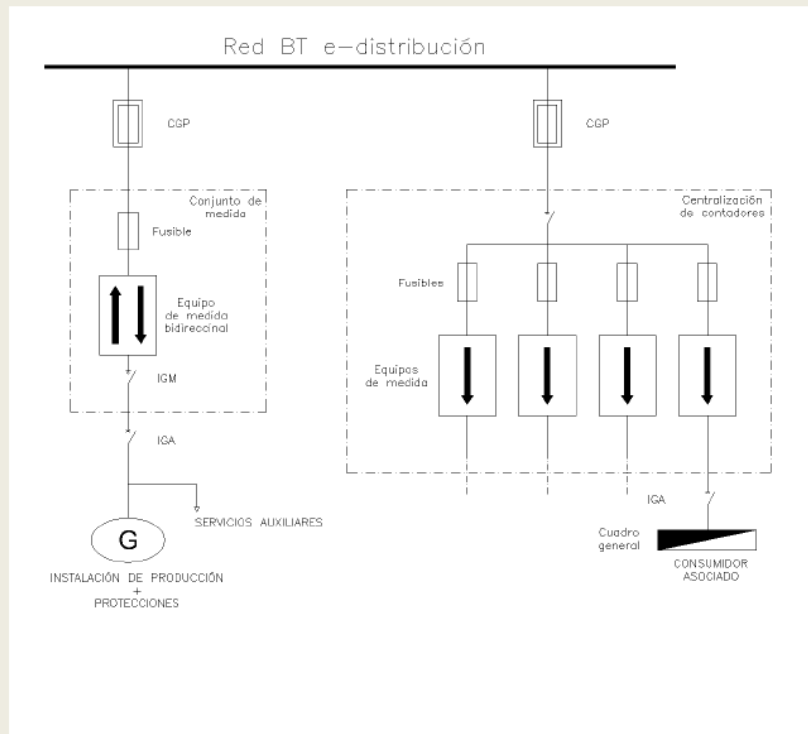 Red BT e-distribución
CGP
Conjunto de
medida
Fusible
Equipo
de medida
bidireccinal
IGM
IGA
SERVICIOS AUXILIARES
G
INSTALACIÓN DE PRODUCCIÓN
+
PROTECCIONES
CGP
Centralización
de contadores
Fusibles
Equipos
de medida
IGA
Cuadro
general
CONSUMIDOR
ASOCIADO